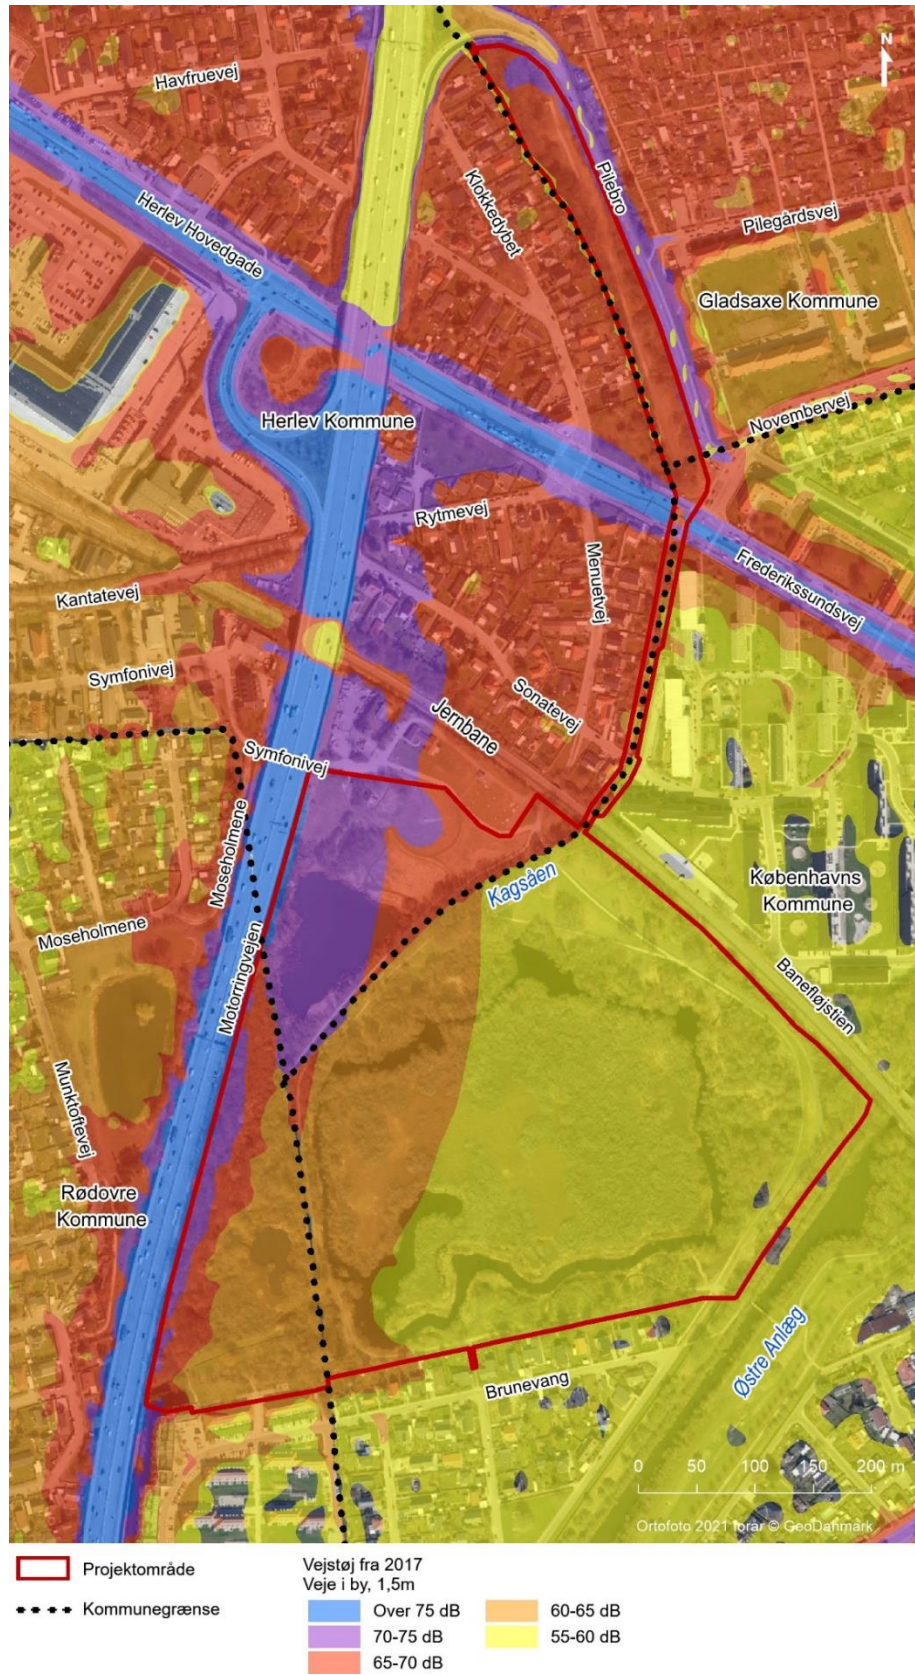 N
Havfruevej
Herlev Hovedgade
Klokkedybet
Pilebro
Pilegårdsvej
Gladsaxe Kommune
Novembervej
Herlev Kommune
Rytmevej
Menuetvej
Frederikssundsvej
Kantatevej
Symfonivej
Sonatevej
Jernbane
Symfonivej
Moseholmene
Kagsåen
Københavns
Kommune
Moseholmene
Motorringvejen
Banefløjstien
Munktoftevej
Rødovre
Kommune
Brunevang
Østre Anlæg
0 50 100 150 200 m
Ortofoto 2021 forår © GeoDanmark
Projektområde
Kommunegrænse
Vejstøj fra 2017
Veje i by, 1,5m
Over 75 dB
70-75 dB
65-70 dB
60-65 dB
55-60 dB